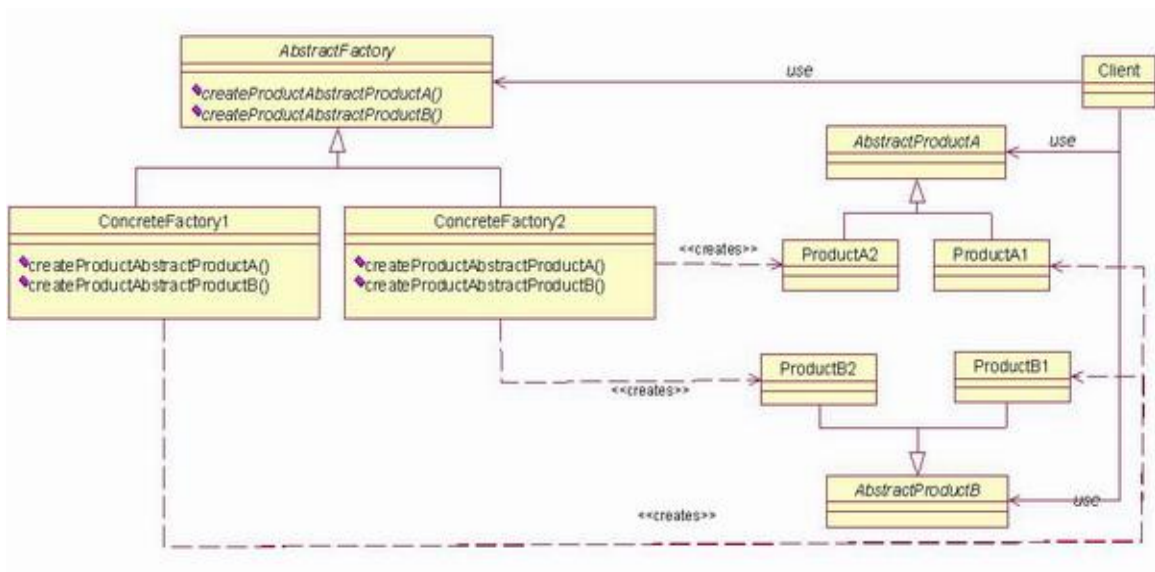 AbstractFactory
createProductAbstractProductA()
createProductAbstractProductB()
use
Client
AbstractProductA
use
ConcreteFactory1
createProductAbstractProductA()
createProductAbstractProductB()
ConcreteFactory2
createProductAbstractProductA()
createProductAbstractProductB()
<<creates>>
ProductA2
ProductA1
ProductB2
ProductB1
<<creates>>
AbstractProductB
use
<<creates>>